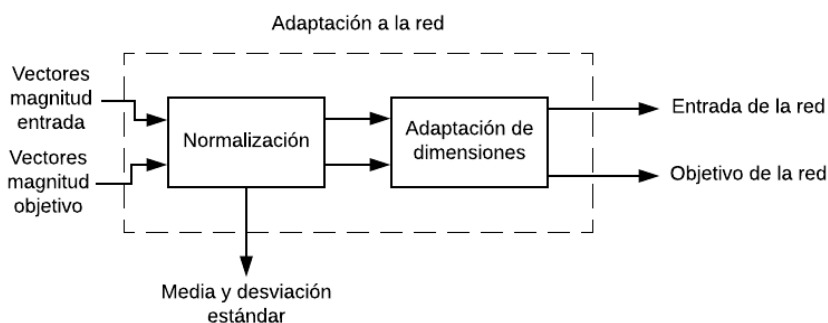 Adaptación a la red
Vectores
magnitud
entrada
Vectores
magnitud
objetivo
Normalización
Adaptación de
dimensiones
Entrada de la red
Objetivo de la red
Media y desviación
estándar